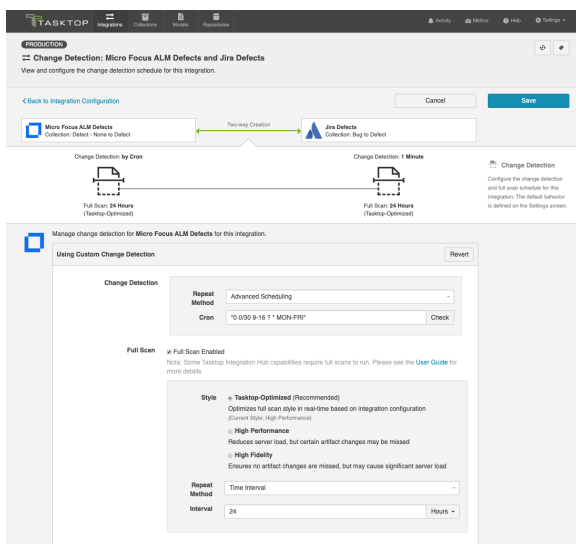 TASKTOP
Integrations
Collections
Models
Repositories
Activity
Metrics
Help
Settings
PRODUCTION
Change Detection: Micro Focus ALM Defects and Jira Defects
View and configure the change detection schedule for this integration.
Back to Integration Configuration
Cancel
Save
Micro Focus ALM Defects
Collection: Defect - None to Defect
Two-way Creation
Jira Defects
Collection: Bug to Defect
Change Detection: by Cron
Change Detection: 1 Minute
Full Scan: 24 Hours
(Tasktop-Optimized)
Full Scan: 24 Hours
(Tasktop-Optimized)
Change Detection
Configure the change detection
and full scan schedule for this
integration. The default behavior
is defined on the Settings screen.
Manage change detection for Micro Focus ALM Defects for this integration.
Using Custom Change Detection
Revert
Change Detection
Repeat
Method
Advanced Scheduling
Cron
"0 0/30 9-16 ? * MON-FRI"
Check
Full Scan
Full Scan Enabled
Note: Some Tasktop Integration Hub capabilities require full scans to run. Please see the User Guide for
more details.
Style
Tasktop-Optimized (Recommended)
Optimizes full scan style in real-time based on integration configuration
(Current Style: High Performance)
High Performance
Reduces server load, but certain artifact changes may be missed
High Fidelity
Ensures no artifact changes are missed, but may cause significant server load
Repeat
Method
Time Interval
Interval
24
Hours